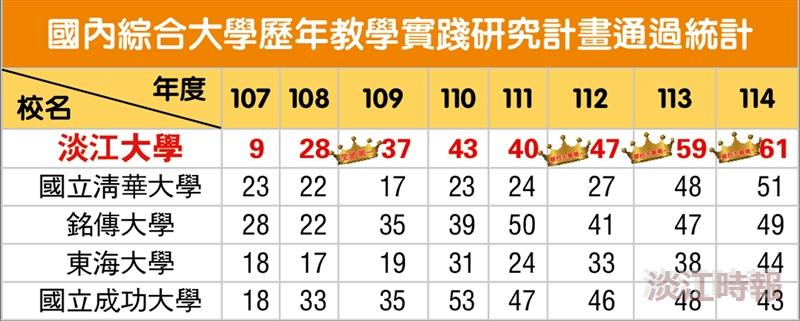 國內綜合大學歷年教學實踐研究計畫通過統計
年度 校名 107 108 109 110 111 112 113 114
淡江大學 9 28 全國第一 37 43 40 47 59 61
國立清華大學 23 22 17 23 24 27 48 51
銘傳大學 28 22 35 39 50 41 47 49
東海大學 18 17 19 31 24 33 38 44
國立成功大學 18 33 35 53 47 46 48 43
淡江時報